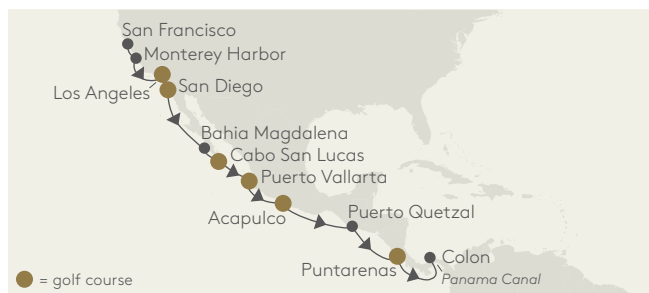 San Francisco
Monterey Harbor
Los Angeles
San Diego
Bahia Magdalena
Cabo San Lucas
Puerto Vallarta
Acapulco
Puerto Quetzal
Puntarenas
Colon
Panama Canal
= golf course